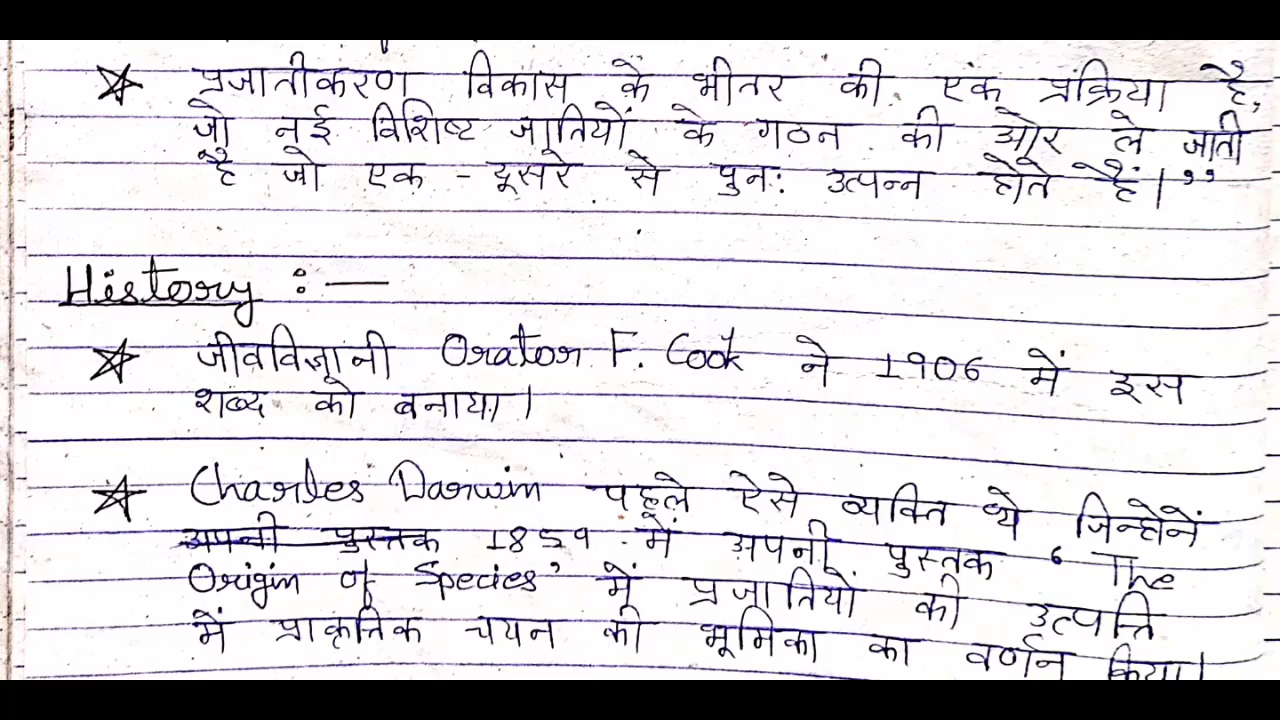 ★ प्रजातीकरण विकास के भीतर की एक प्रक्रिया है,
जो नई विशिष्ट जातियों के गठन की ओर ले जाती
है जो एक - दूसरे से पुनः उत्पन्न होते हैं।”
History : —
★ जीवविज्ञानी Orator F. Cook ने 1906 में इस
शब्द को बनाया।
★ Charles Darwin पहले ऐसे व्यक्ति थे जिन्होनें
अपनी पुस्तक 1859 में अपनी पुस्तक ‘ The
Origin of Species’ में प्रजातियों की उत्पत्ति
में प्राकृतिक चयन की भूमिका का वर्णन किया।